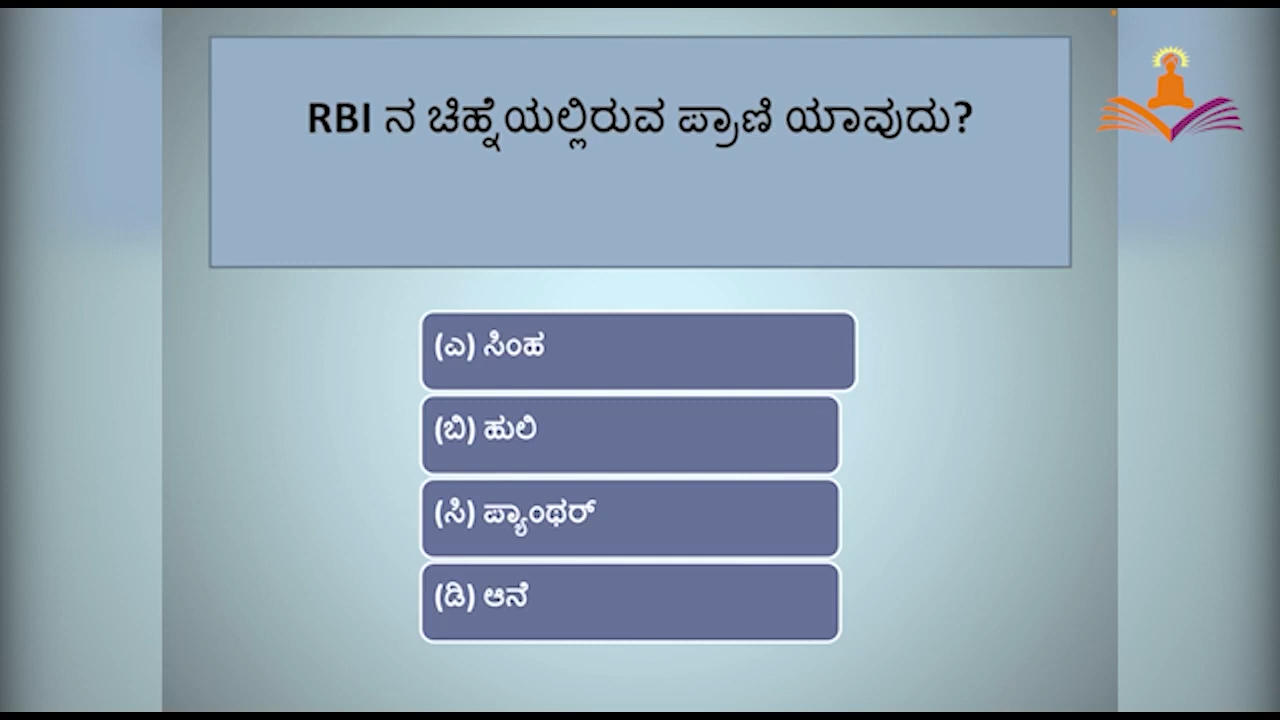 RBI ನ ಚಿಹ್ನೆಯಲ್ಲಿರುವ ಪ್ರಾಣಿ ಯಾವುದು?
(ಎ) ಸಿಂಹ
(ಬಿ) ಹುಲಿ
(ಸಿ) ಪ್ಯಾಂಥರ್
(ಡಿ) ಆನೆ